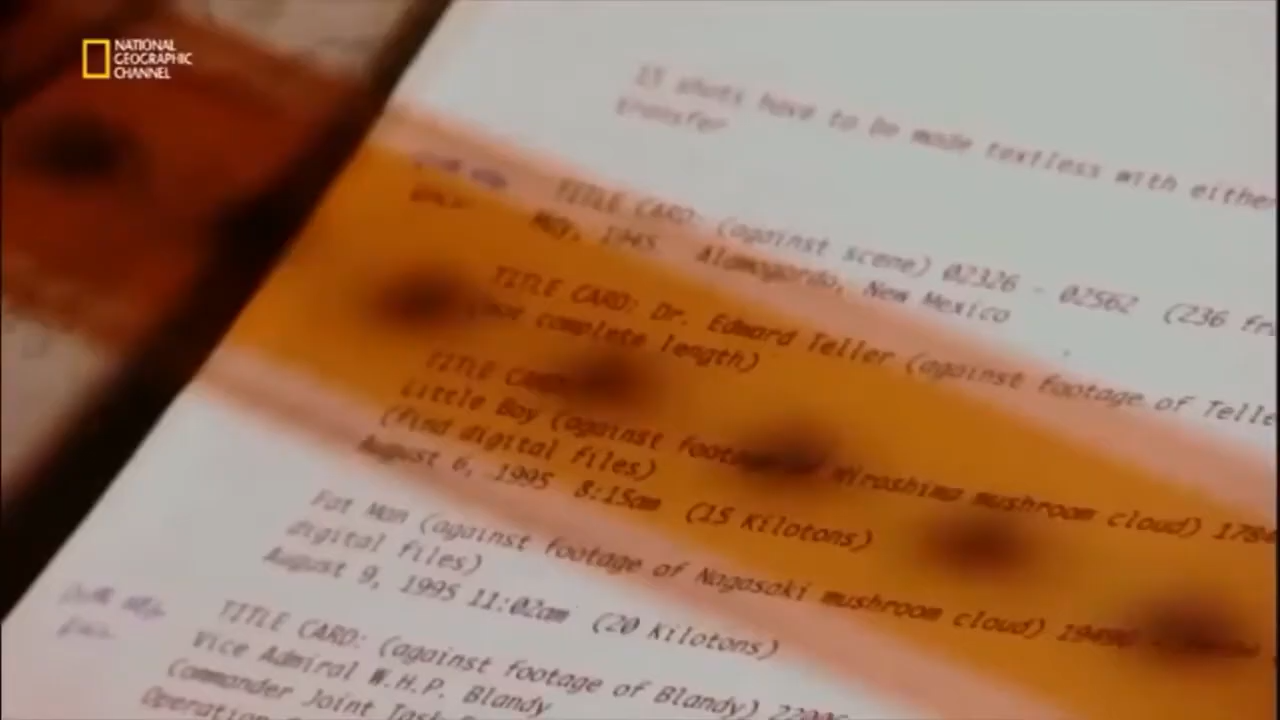 NATIONAL
GEOGRAPHIC
CHANNEL
15 shots have to be made textless with either
transfer
TITLE CARD: (against scene) 02326 - 02562 (236
May, 1945 Alamogordo, New Mexico
TITLE CARD: Dr. Edward Teller (against footage of
complete length)
TITLE
Little Boy (against Hiroshima mushroom cloud)
(find digital files)
August 6, 1995 8:15am (15 Kilotons)
Fat Man (against footage of Nagasaki mushroom cloud)
digital files)
August 9, 1995 11:02am (20 Kilotons)
TITLE CARD: (against footage of Blandy)
Vice Admiral W.H.P. Blandy
Commander Joint Task
Operation